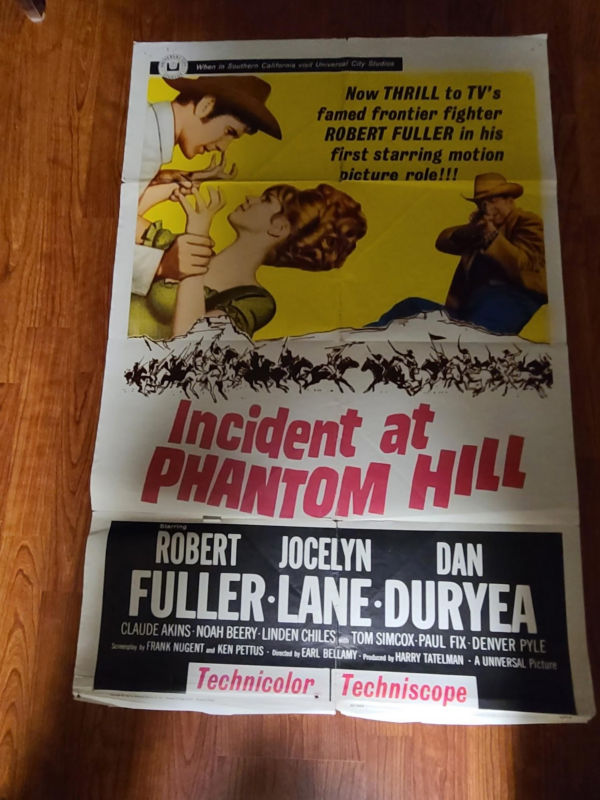 When in Southern California visit Universal City Studios
Now THRILL to TV's
famed frontier fighter
ROBERT FULLER in his
first starring motion
picture role!!!
Incident at
PHANTOM HILL
Starring
ROBERT JOCELYN DAN
FULLER · LANE · DURYEA
CLAUDE AKINS · NOAH BEERY · LINDEN CHILES and TOM SIMCOX · PAUL FIX · DENVER PYLE
Screenplay by FRANK NUGENT and KEN PETTUS · Directed by EARL BELLAMY · Produced by HARRY TATELMAN · A UNIVERSAL Picture
Technicolor Techniscope